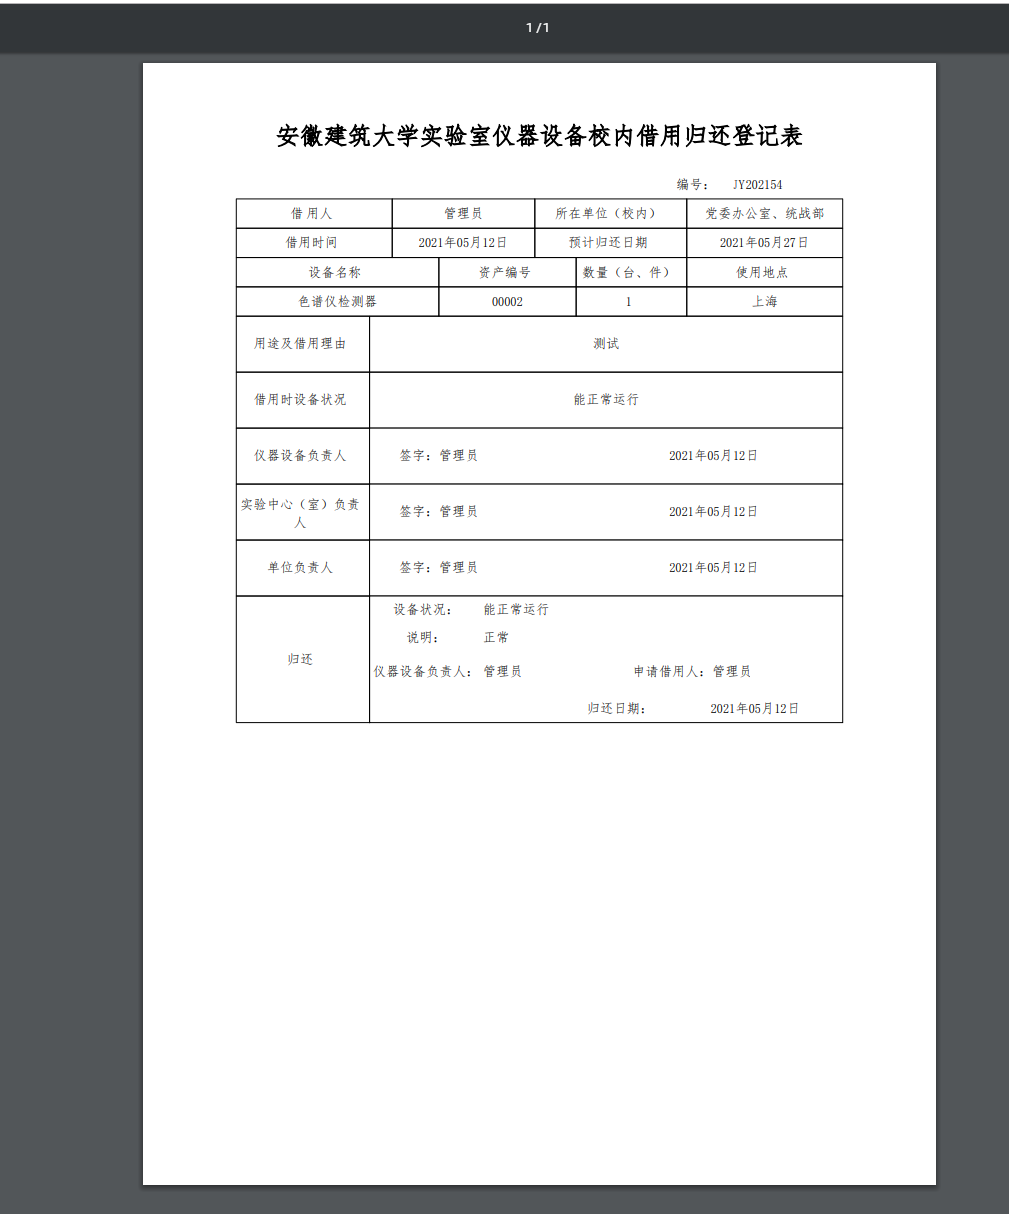 1 / 1
安徽建筑大学实验室仪器设备校内借用归还登记表
编号： JY202154
借用人 管理员 所在单位（校内） 党委办公室、统战部
借用时间 2021年05月12日 预计归还日期 2021年05月27日
设备名称 资产编号 数量（台、件） 使用地点
色谱仪检测器 00002 1 上海
用途及借用理由 测试
借用时设备状况 能正常运行
仪器设备负责人 签字：管理员 2021年05月12日
实验中心（室）负责
人 签字：管理员 2021年05月12日
单位负责人 签字：管理员 2021年05月12日
归还
设备状况： 能正常运行
说明： 正常
仪器设备负责人： 管理员 申请借用人：管理员
归还日期： 2021年05月12日